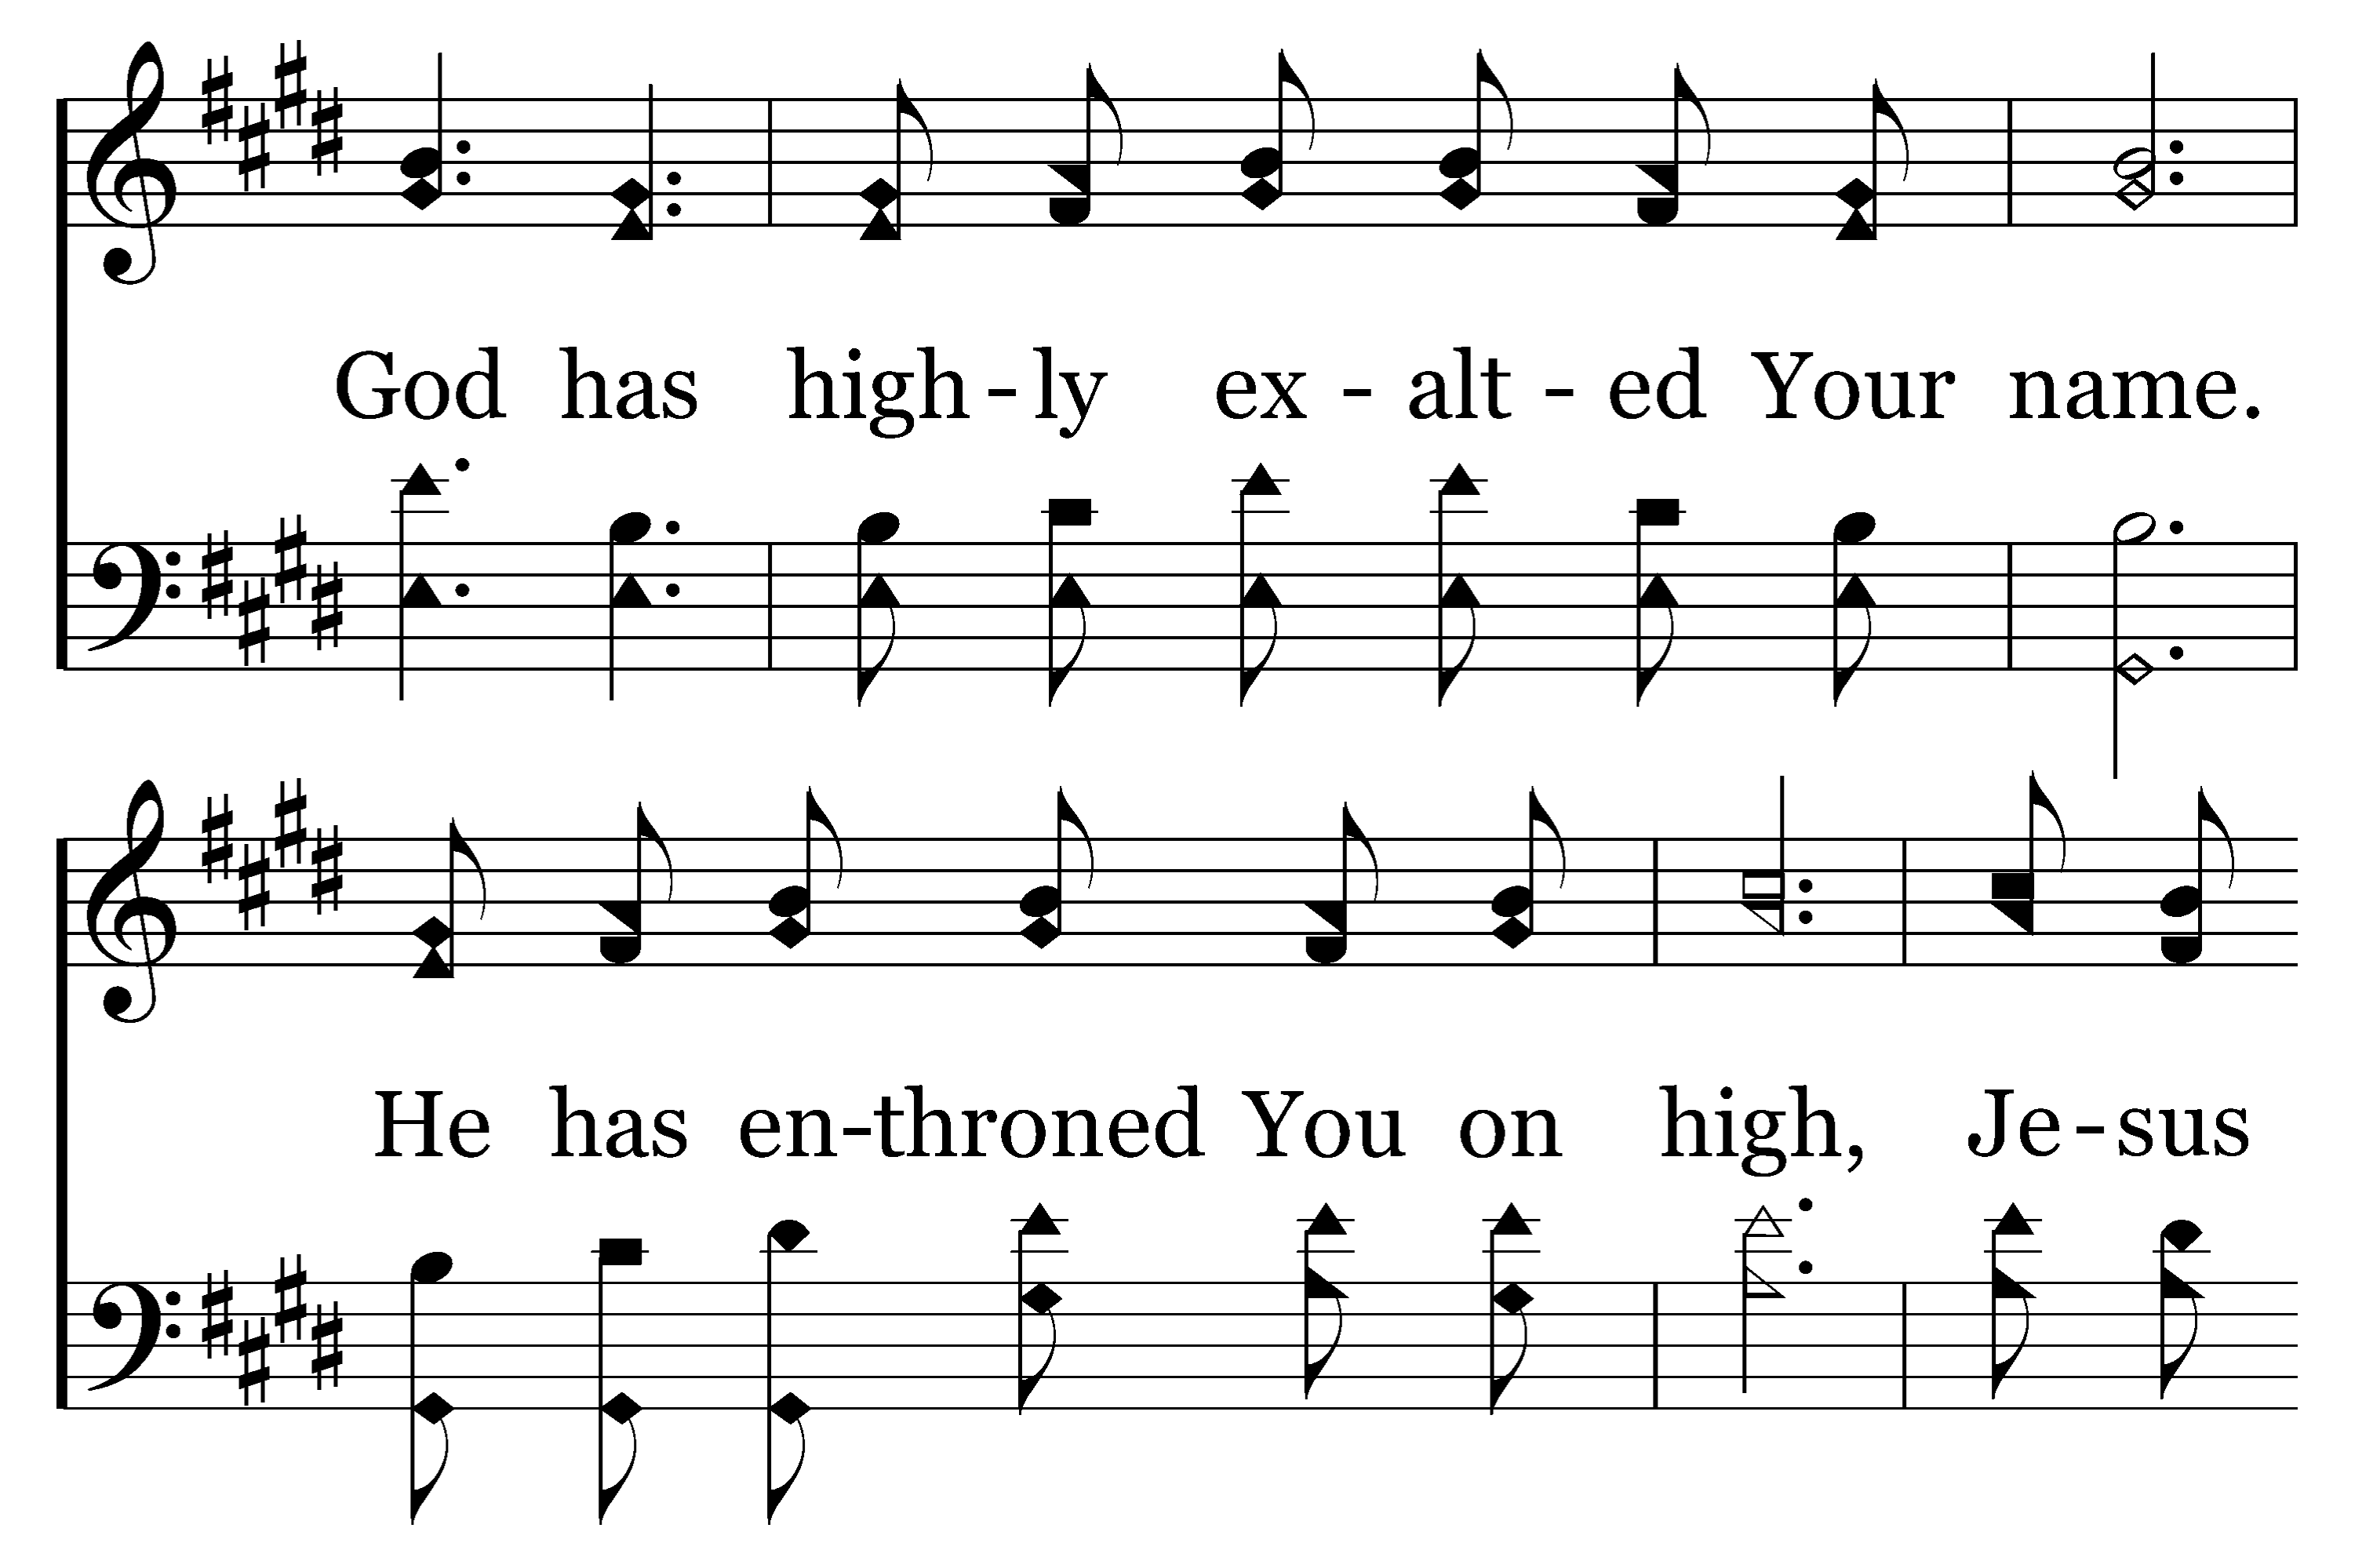 God has high - ly ex - alt - ed Your name.
He has en-throned You on high, Je-sus